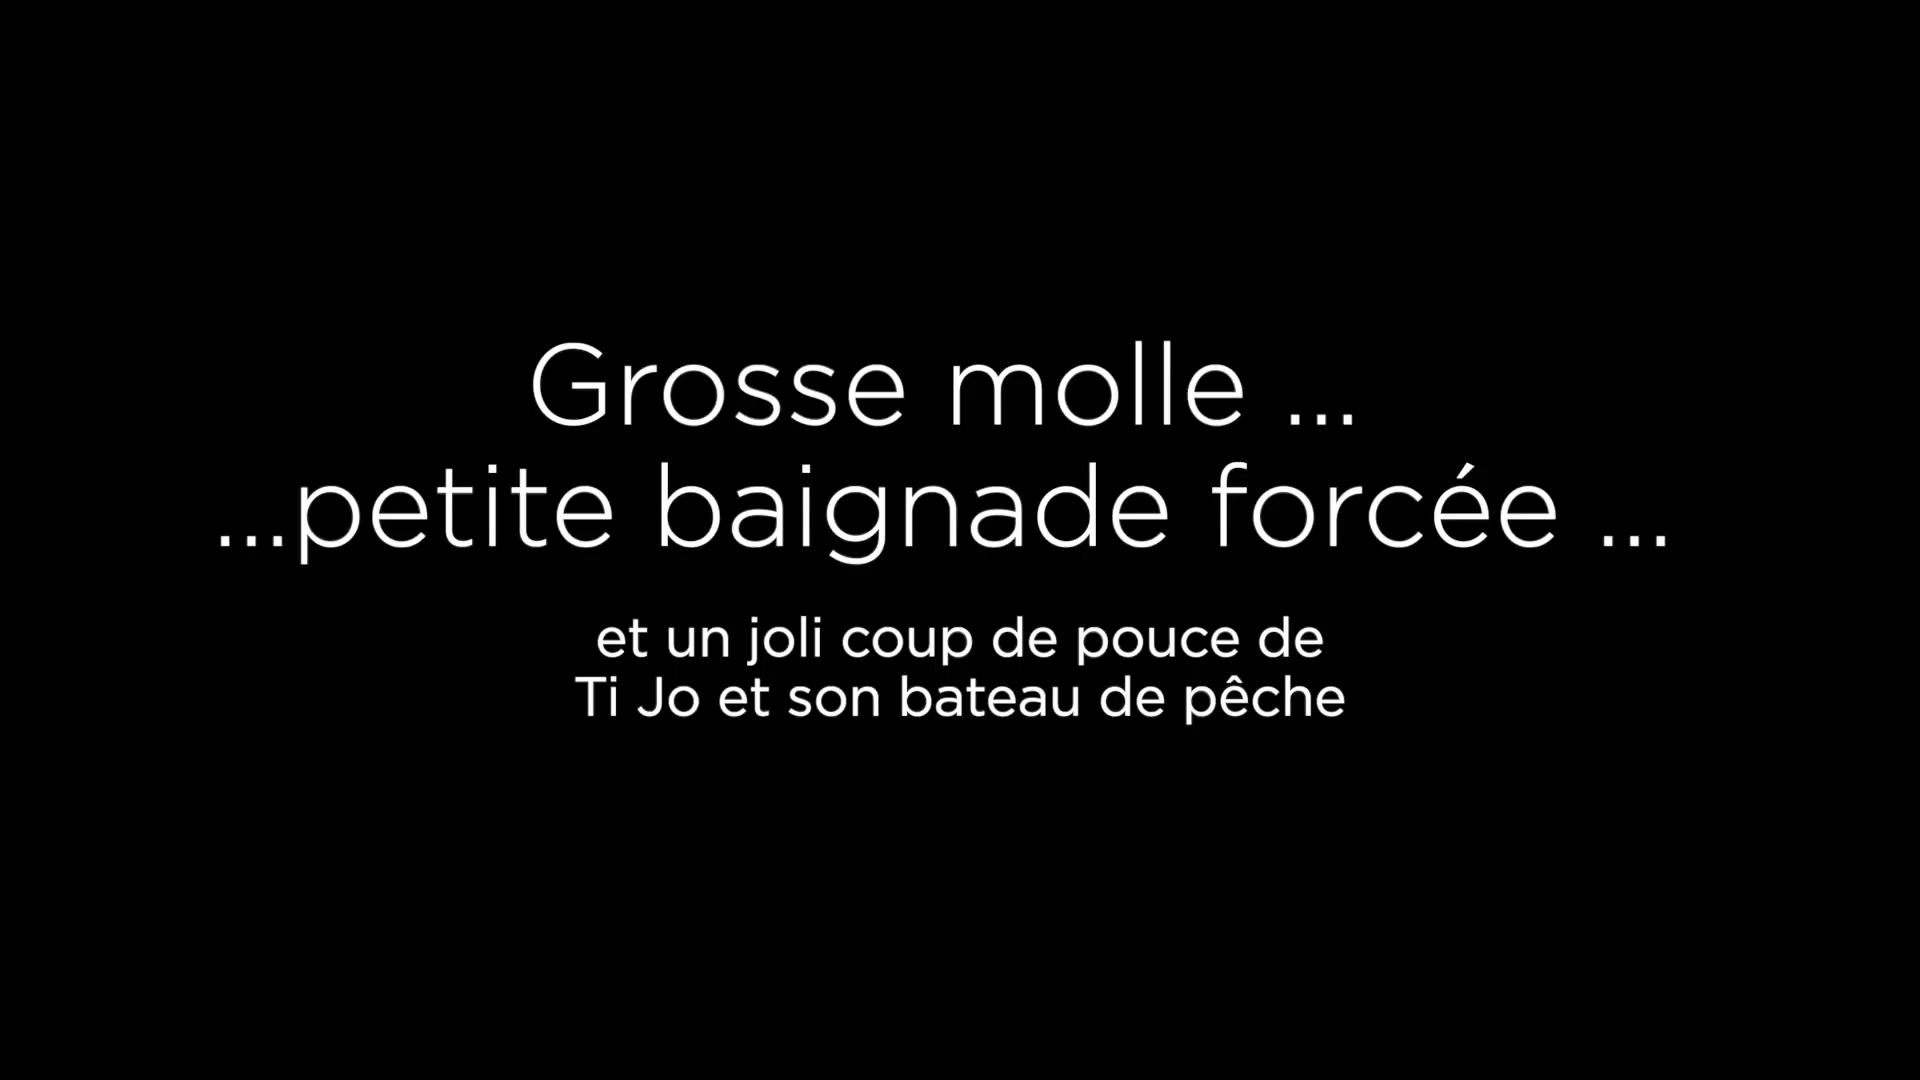 Grosse molle ...
...petite baignade forcée ...
et un joli coup de pouce de
Ti Jo et son bateau de pêche